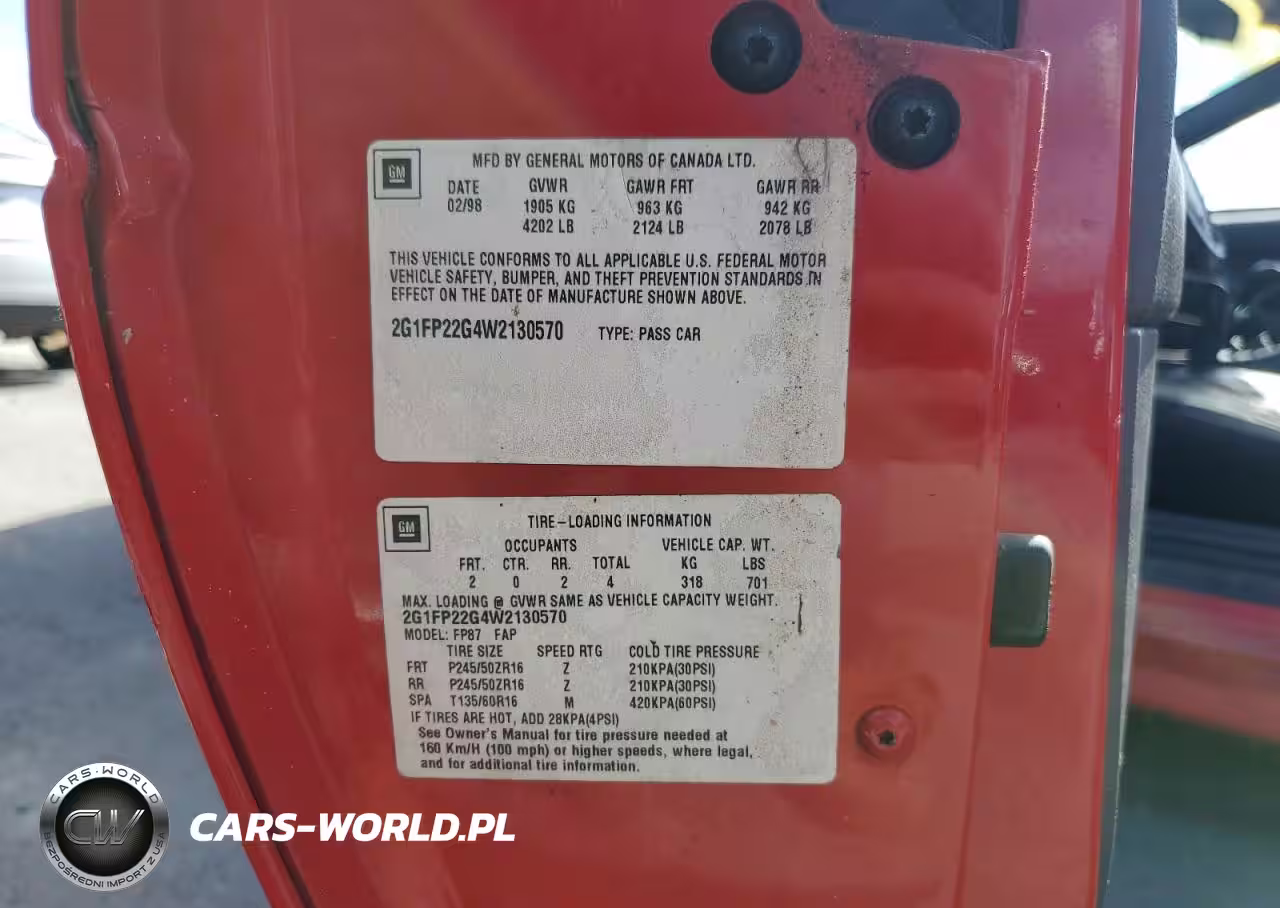 GM
MFD BY GENERAL MOTORS OF CANADA LTD.
DATE GVWR GAWR FRT GAWR RR
02/98 1905 KG 963 KG 942 KG
4202 LB 2124 LB 2078 LB
THIS VEHICLE CONFORMS TO ALL APPLICABLE U.S. FEDERAL MOTOR
VEHICLE SAFETY, BUMPER, AND THEFT PREVENTION STANDARDS IN
EFFECT ON THE DATE OF MANUFACTURE SHOWN ABOVE.
2G1FP22G4W2130570 TYPE: PASS CAR
GM
TIRE-LOADING INFORMATION
OCCUPANTS VEHICLE CAP. WT.
FRT. CTR. RR. TOTAL KG LBS
2 0 2 4 318 701
MAX. LOADING @ GVWR SAME AS VEHICLE CAPACITY WEIGHT.
2G1FP22G4W2130570
MODEL: FP87 FAP
TIRE SIZE SPEED RTG COLD TIRE PRESSURE
FRT P245/50ZR16 Z 210KPA(30PSI)
RR P245/50ZR16 Z 210KPA(30PSI)
SPA T135/60R16 M 420KPA(60PSI)
IF TIRES ARE HOT, ADD 28KPA(4PSI)
See Owner's Manual for tire pressure needed at
160 Km/H (100 mph) or higher speeds, where legal,
and for additional tire information.
CARS-WORLD
CW
BEZPOŚREDNI IMPORT Z USA
CARS-WORLD.PL